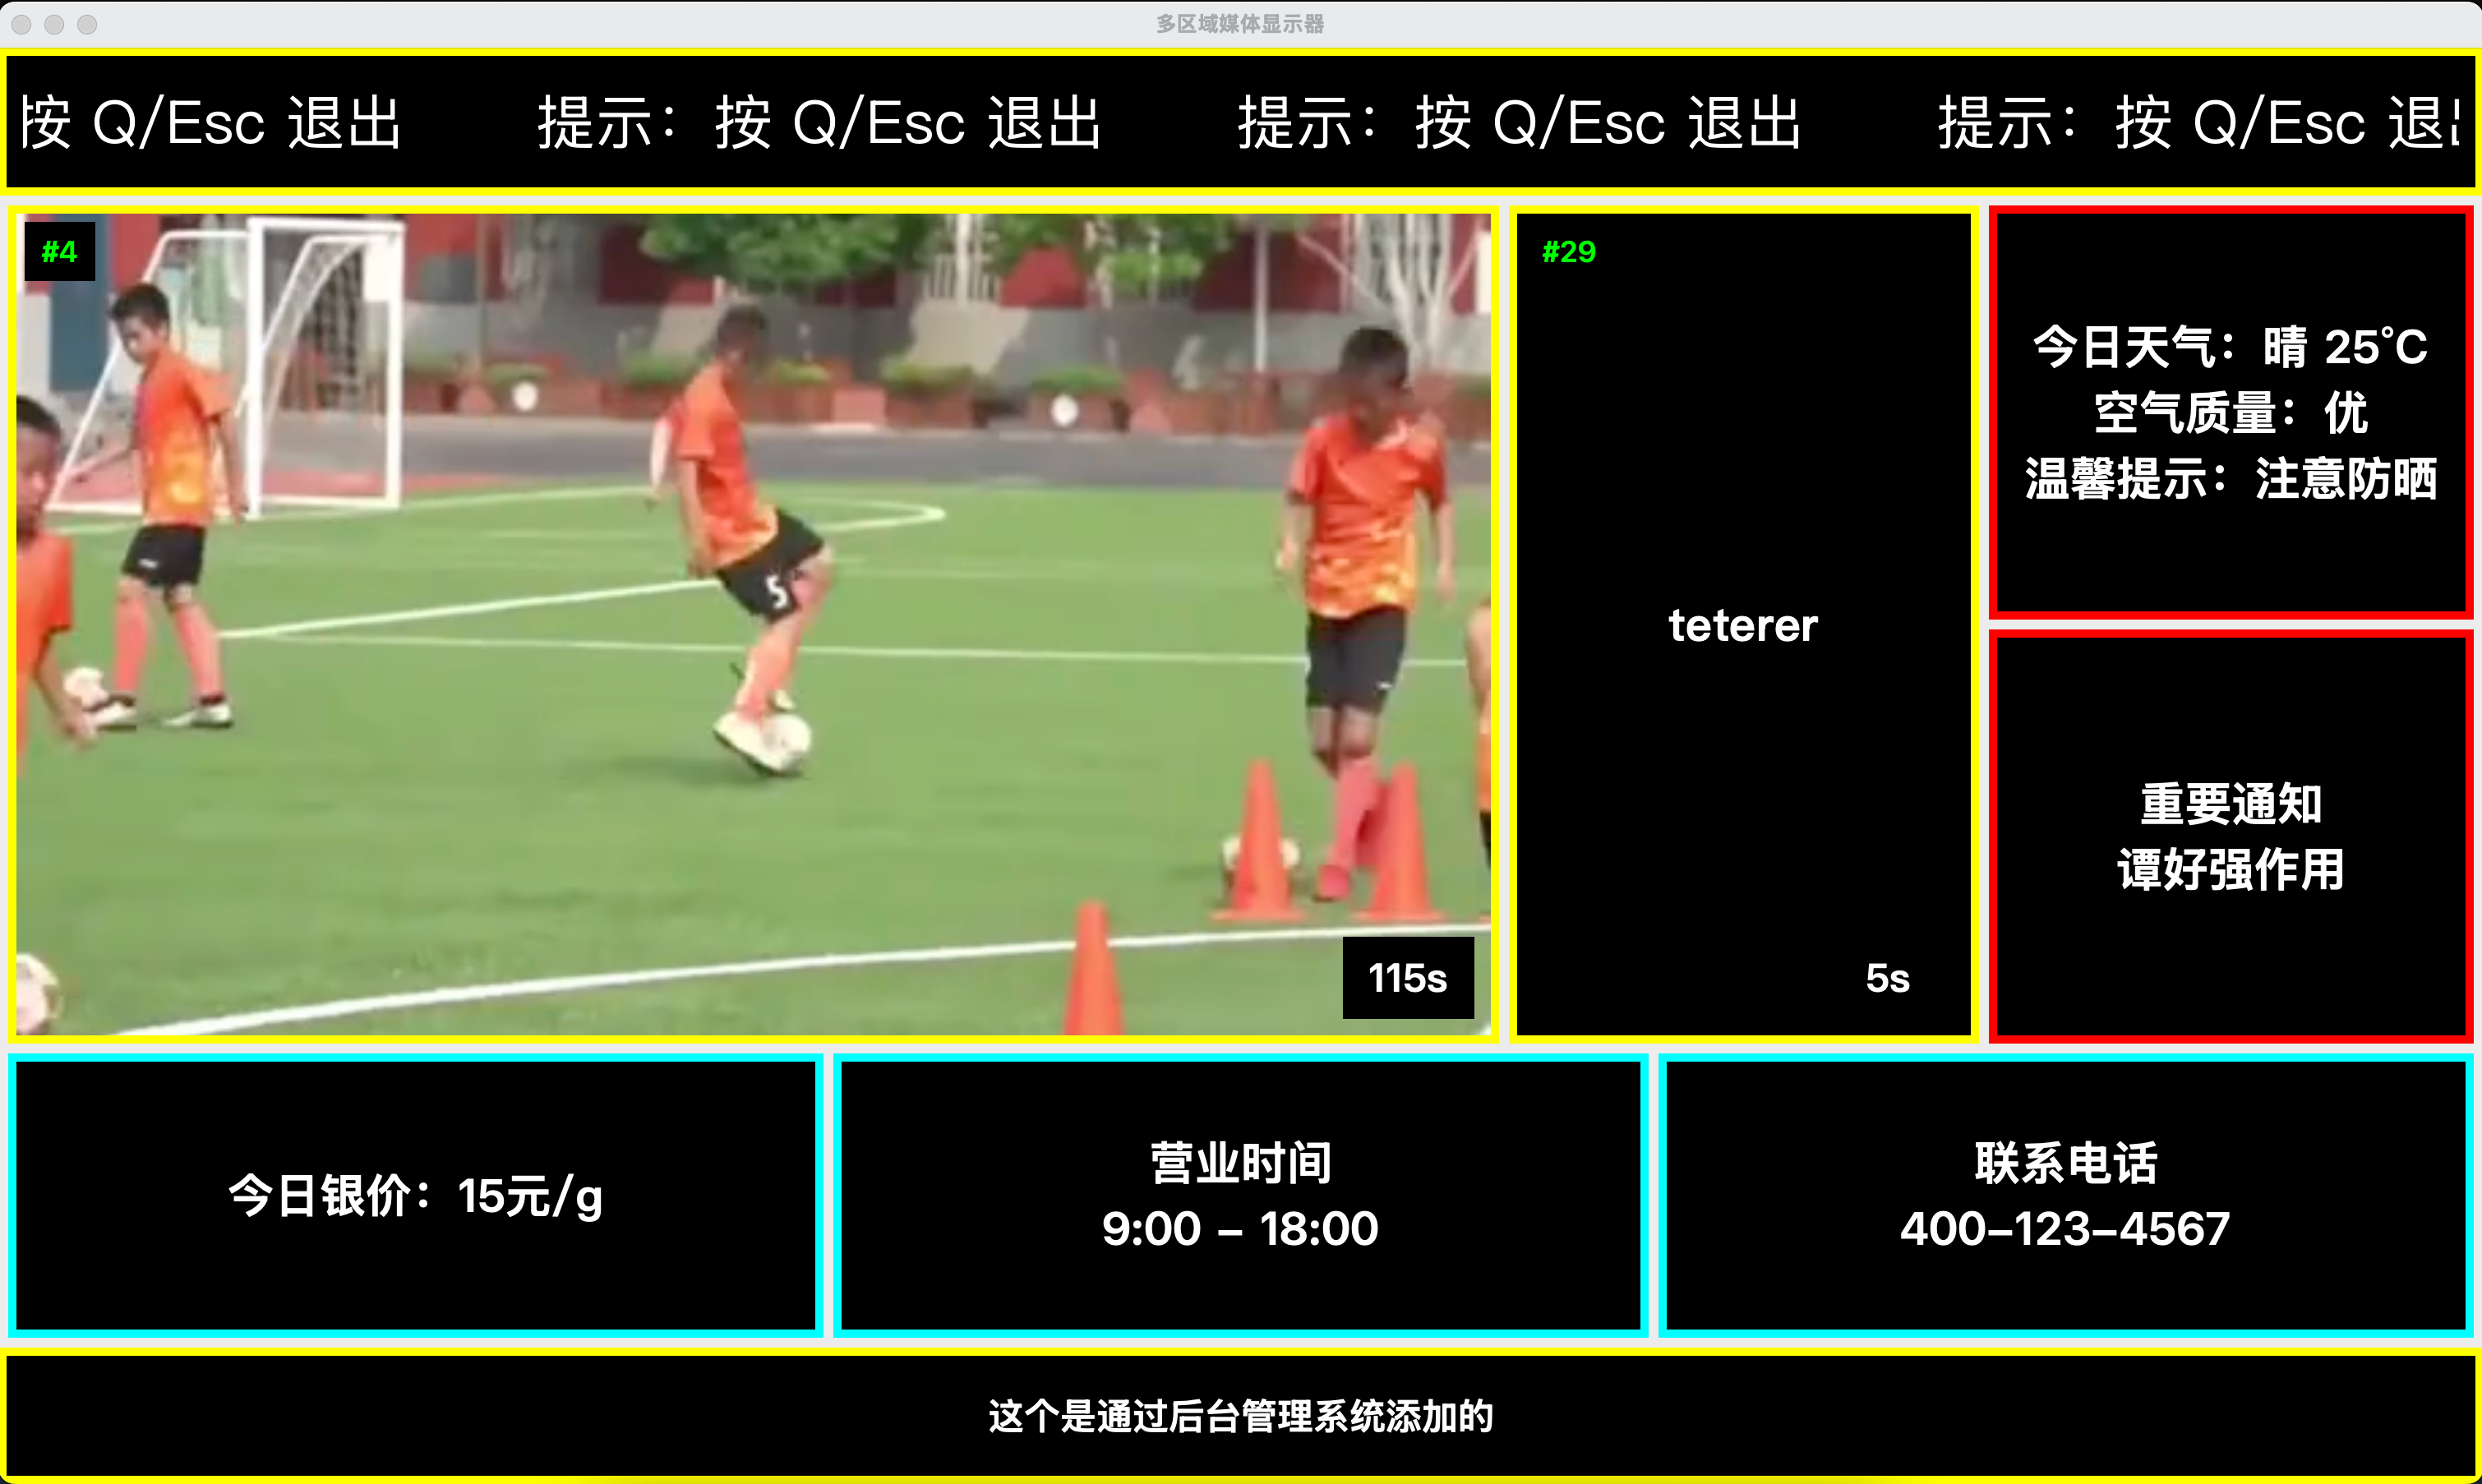 多区域媒体显示器
按 Q/Esc 退出 提示：按 Q/Esc 退出 提示：按 Q/Esc 退出 提示：按 Q/Esc 退出
#4
5
115s
#29
teterer
5s
今日天气：晴 25°C
空气质量：优
温馨提示：注意防晒
重要通知
谭好强作用
今日银价：15元/g
营业时间
9:00 – 18:00
联系电话
400–123–4567
这个是通过后台管理系统添加的